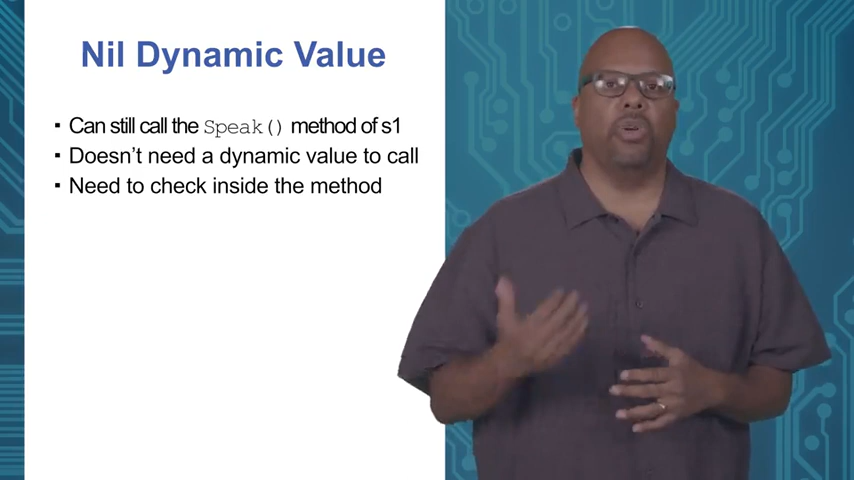 Nil Dynamic Value
▪ Can still call the Speak() method of s1
▪ Doesn’t need a dynamic value to call
▪ Need to check inside the method